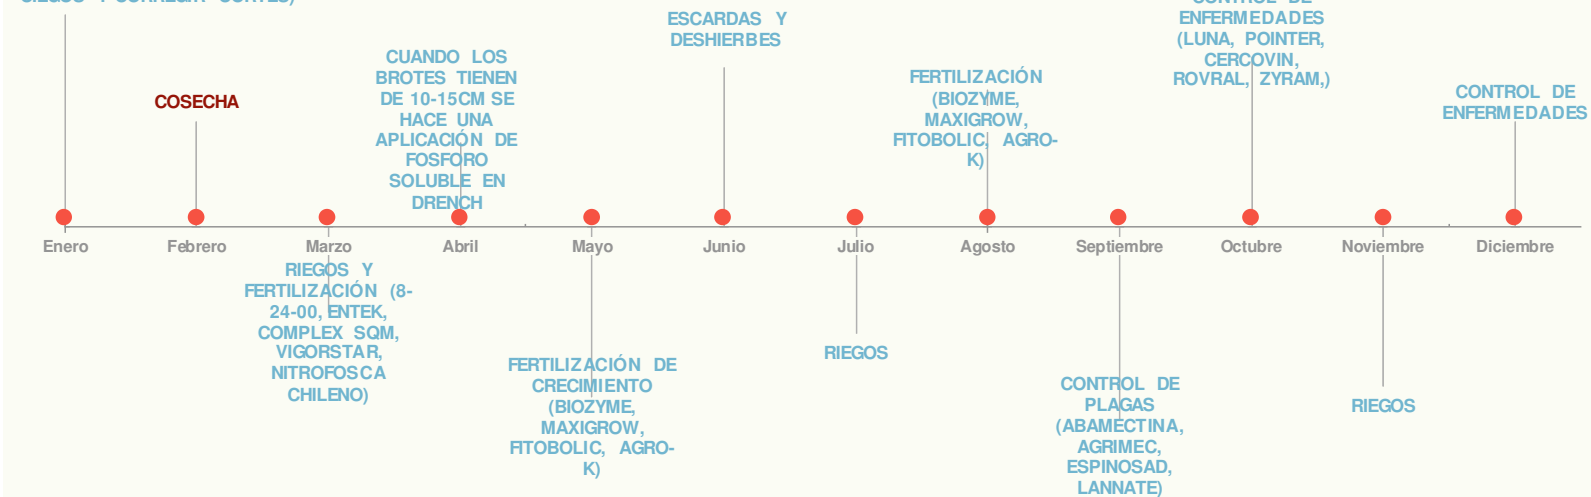 COSECHA
CUANDO LOS
BROTES TIENEN
DE 10-15CM SE
HACE UNA
APLICACIÓN DE
FOSFORO
SOLUBLE EN
DRENCH
ESCARDAS Y
DESHIERBES
FERTILIZACIÓN
(BIOZYME,
MAXIGROW,
FITOBOLIC, AGRO-
K)
CONTROL DE
ENFERMEDADES
(LUNA, POINTER,
CERCOVIN,
ROVRAL, ZYRAM,)
CONTROL DE
ENFERMEDADES
Enero
Febrero
Marzo
Abril
Mayo
Junio
Julio
Agosto
Septiembre
Octubre
Noviembre
Diciembre
RIEGOS Y
FERTILIZACIÓN (8-
24-00, ENTEK,
COMPLEX SQM,
VIGORSTAR,
NITROFOSCA
CHILENO)
FERTILIZACIÓN DE
CRECIMIENTO
(BIOZYME,
MAXIGROW,
FITOBOLIC, AGRO-
K)
RIEGOS
CONTROL DE
PLAGAS
(ABAMECTINA,
AGRIMEC,
ESPINOSAD,
LANNATE)
RIEGOS